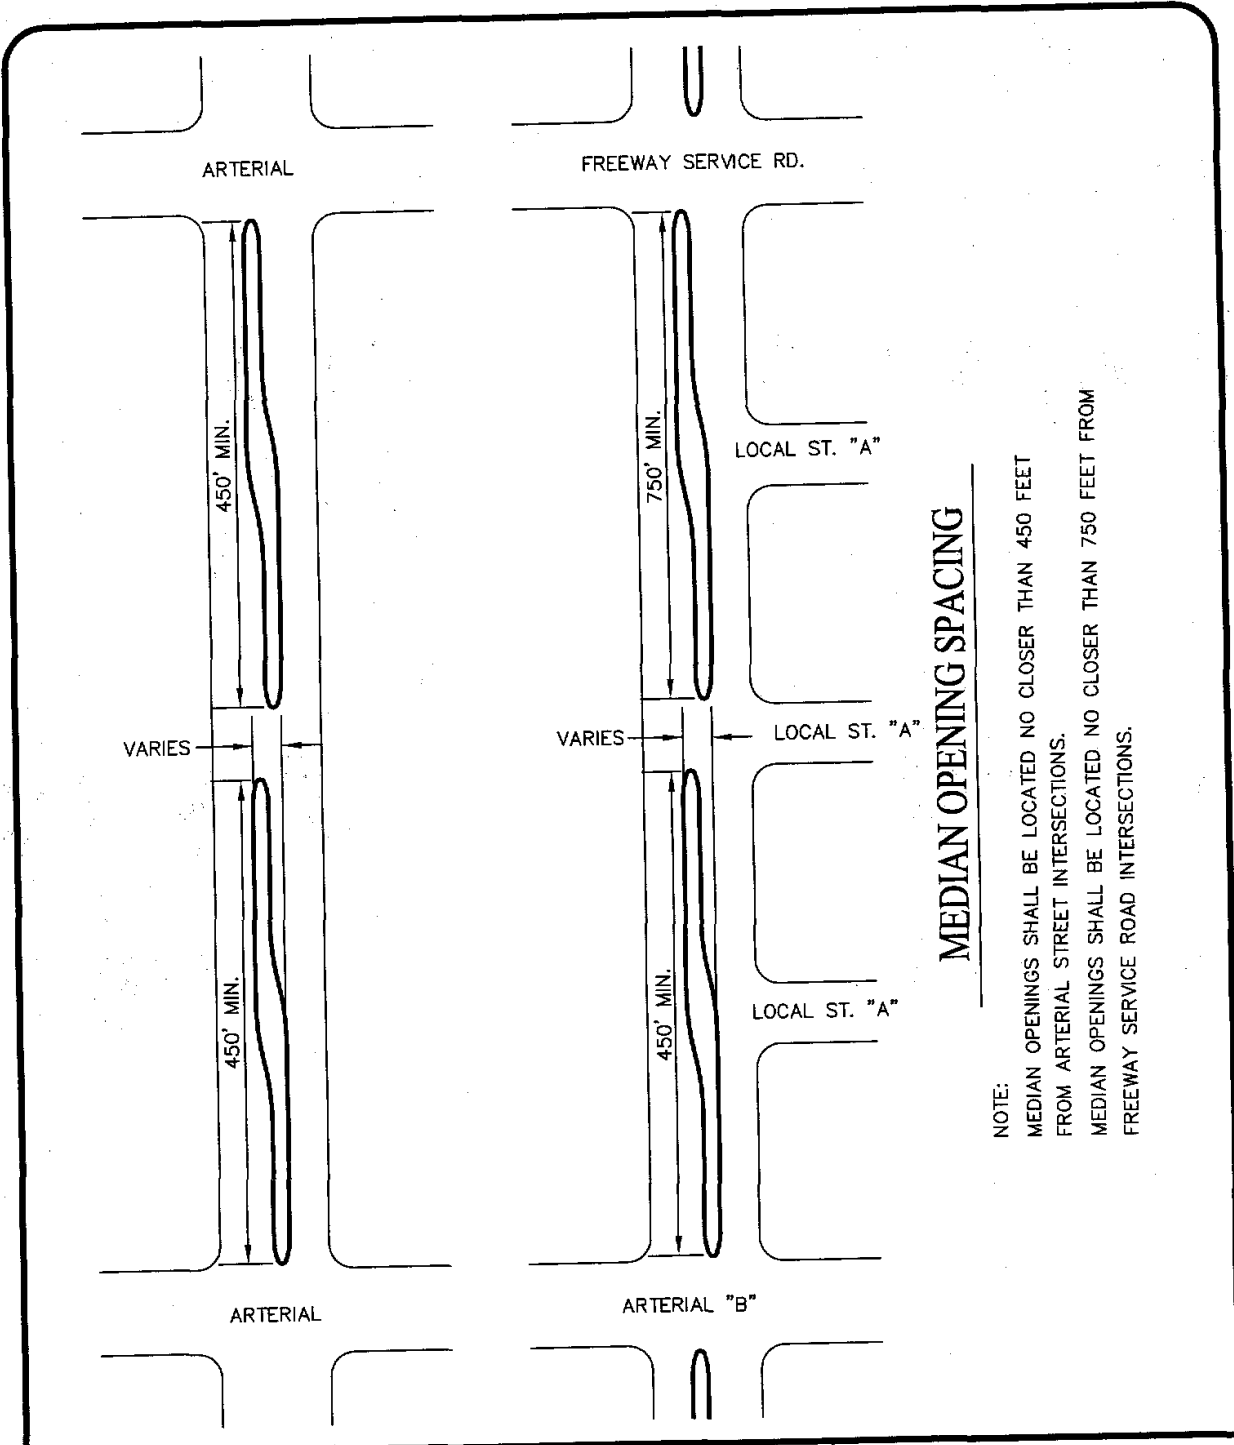 ARTERIAL
FREEWAY SERVICE RD.
450' MIN.
750' MIN.
LOCAL ST. "A"
VARIES
VARIES
LOCAL ST. "A"
450' MIN.
450' MIN.
LOCAL ST. "A"
ARTERIAL
ARTERIAL "B"
MEDIAN OPENING SPACING
NOTE:
MEDIAN OPENINGS SHALL BE LOCATED NO CLOSER THAN 450 FEET
FROM ARTERIAL STREET INTERSECTIONS.
MEDIAN OPENINGS SHALL BE LOCATED NO CLOSER THAN 750 FEET FROM
FREEWAY SERVICE ROAD INTERSECTIONS.